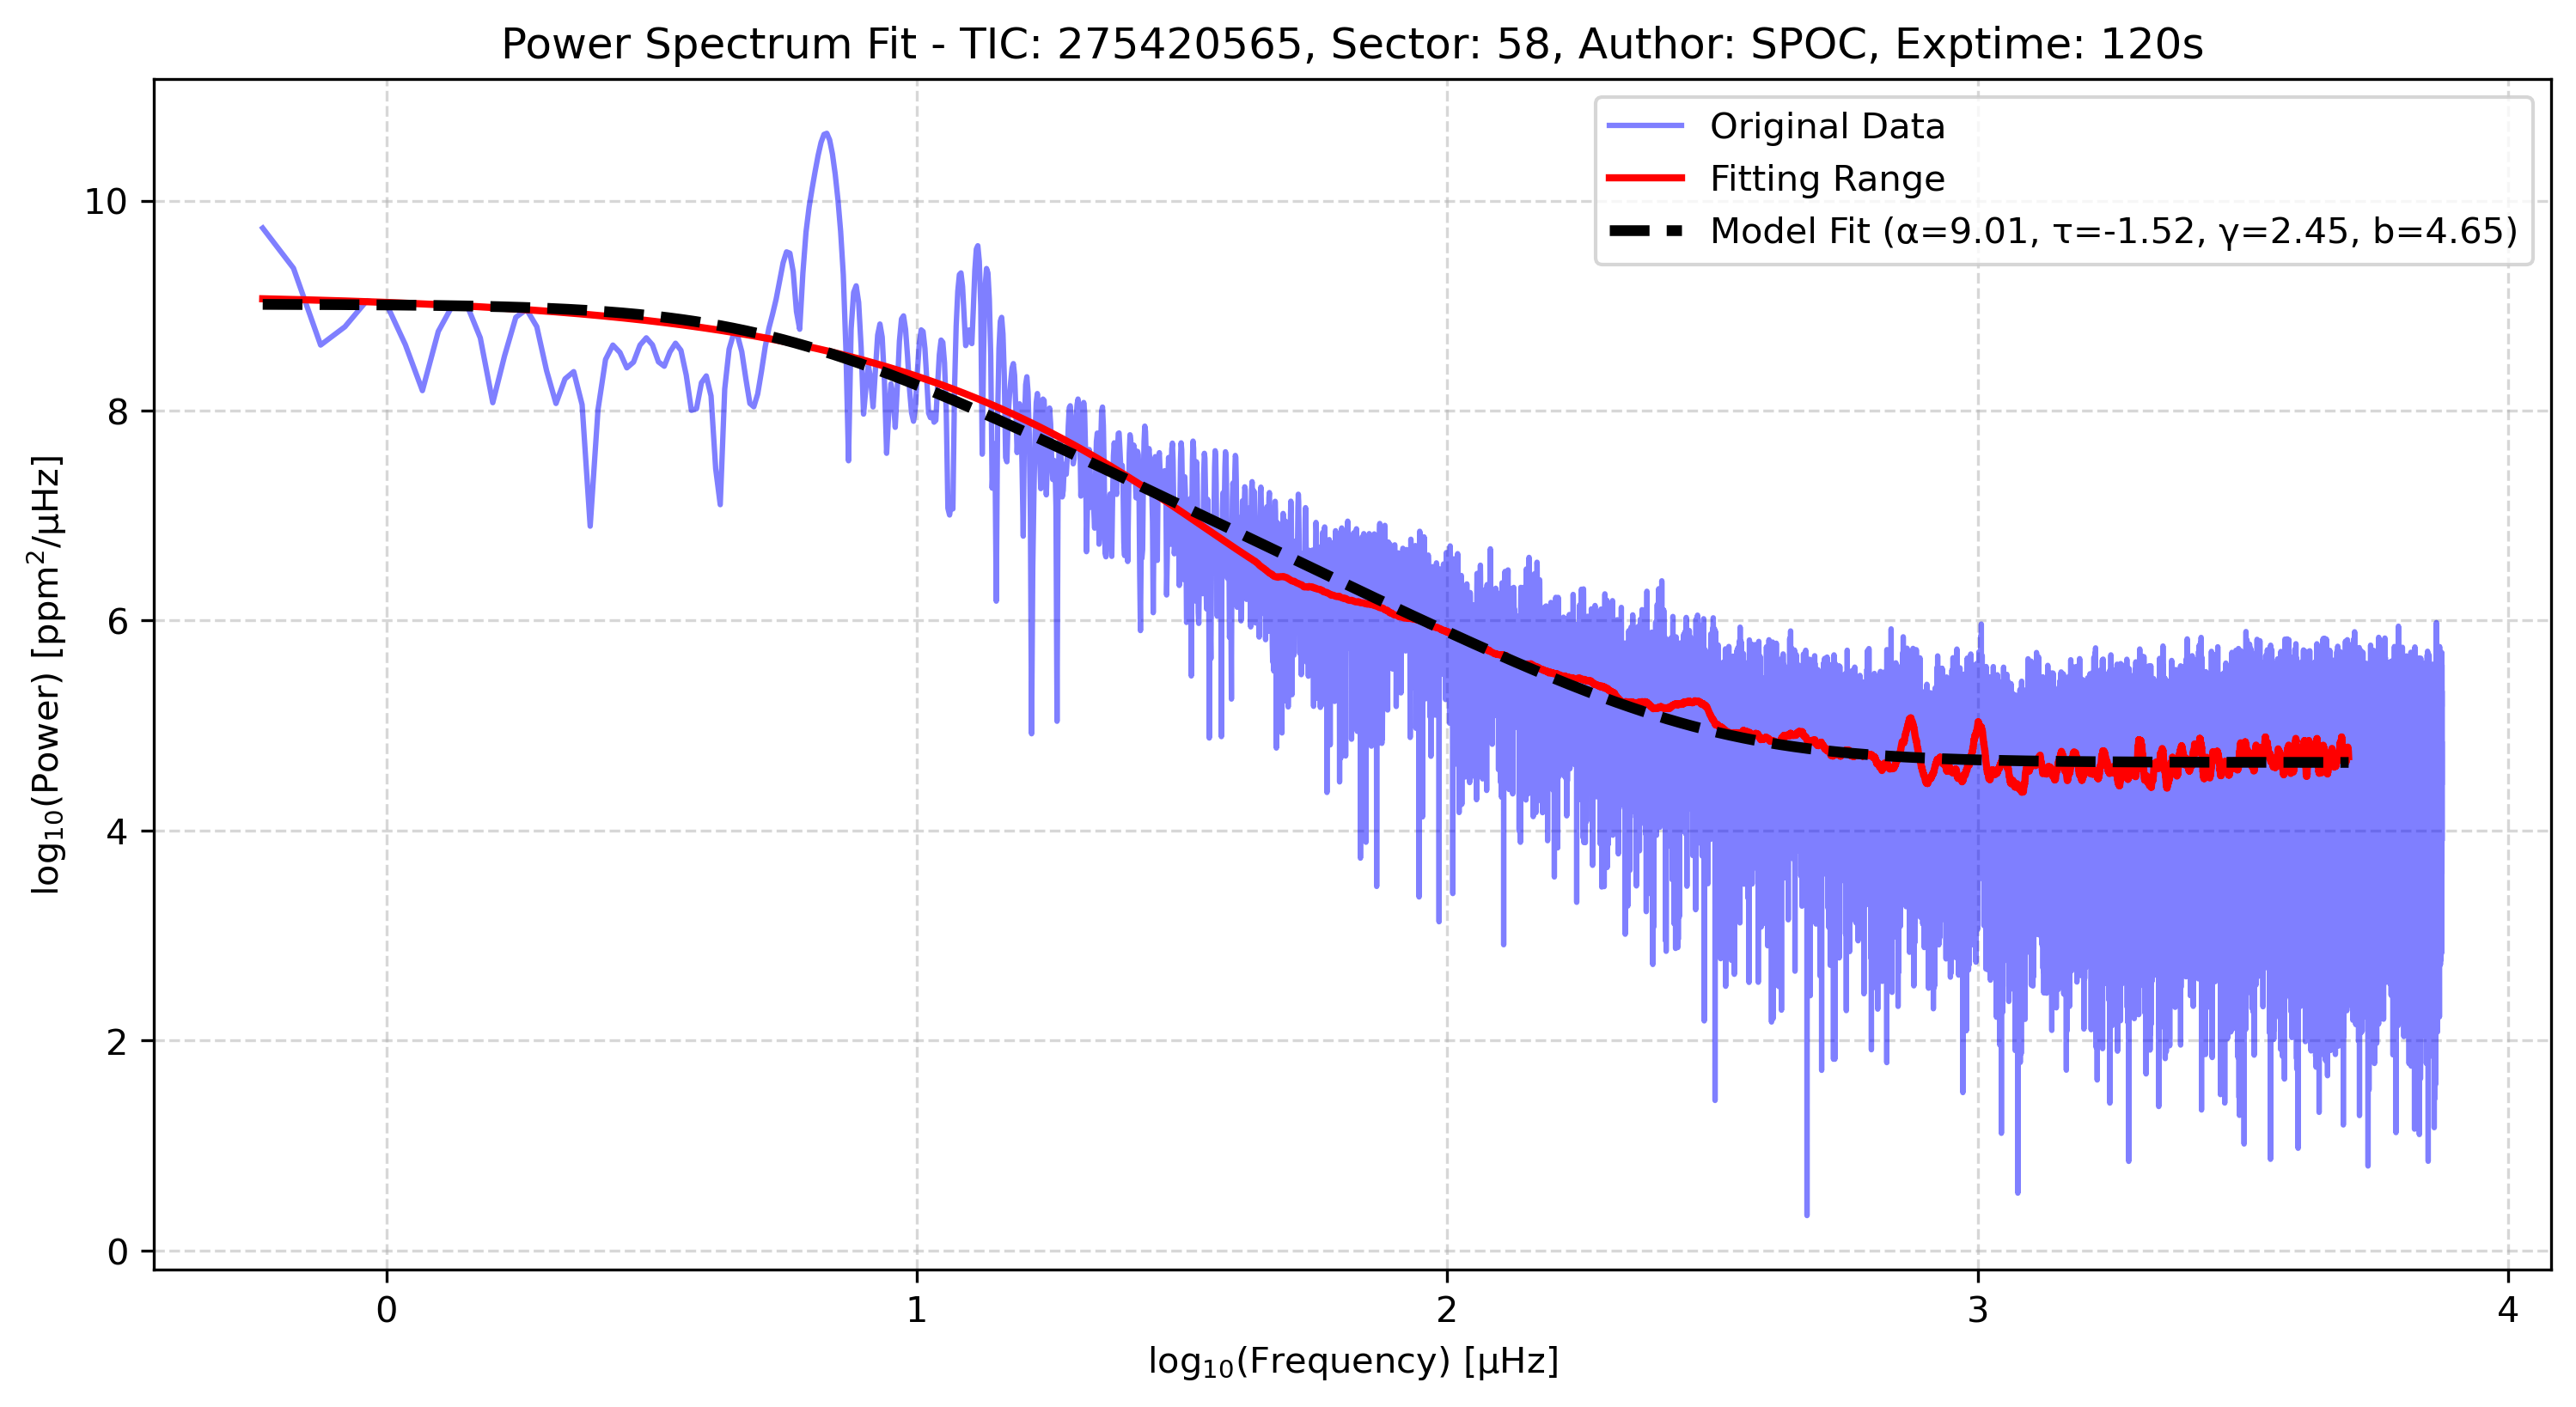 Power Spectrum Fit - TIC: 275420565, Sector: 58, Author: SPOC, Exptime: 120s
Original Data
Fitting Range
Model Fit (α=9.01, τ=-1.52, γ=2.45, b=4.65)
log₁₀(Power) [ppm²/μHz]
10
8
6
4
2
0
0 1 2 3 4
log₁₀(Frequency) [μHz]